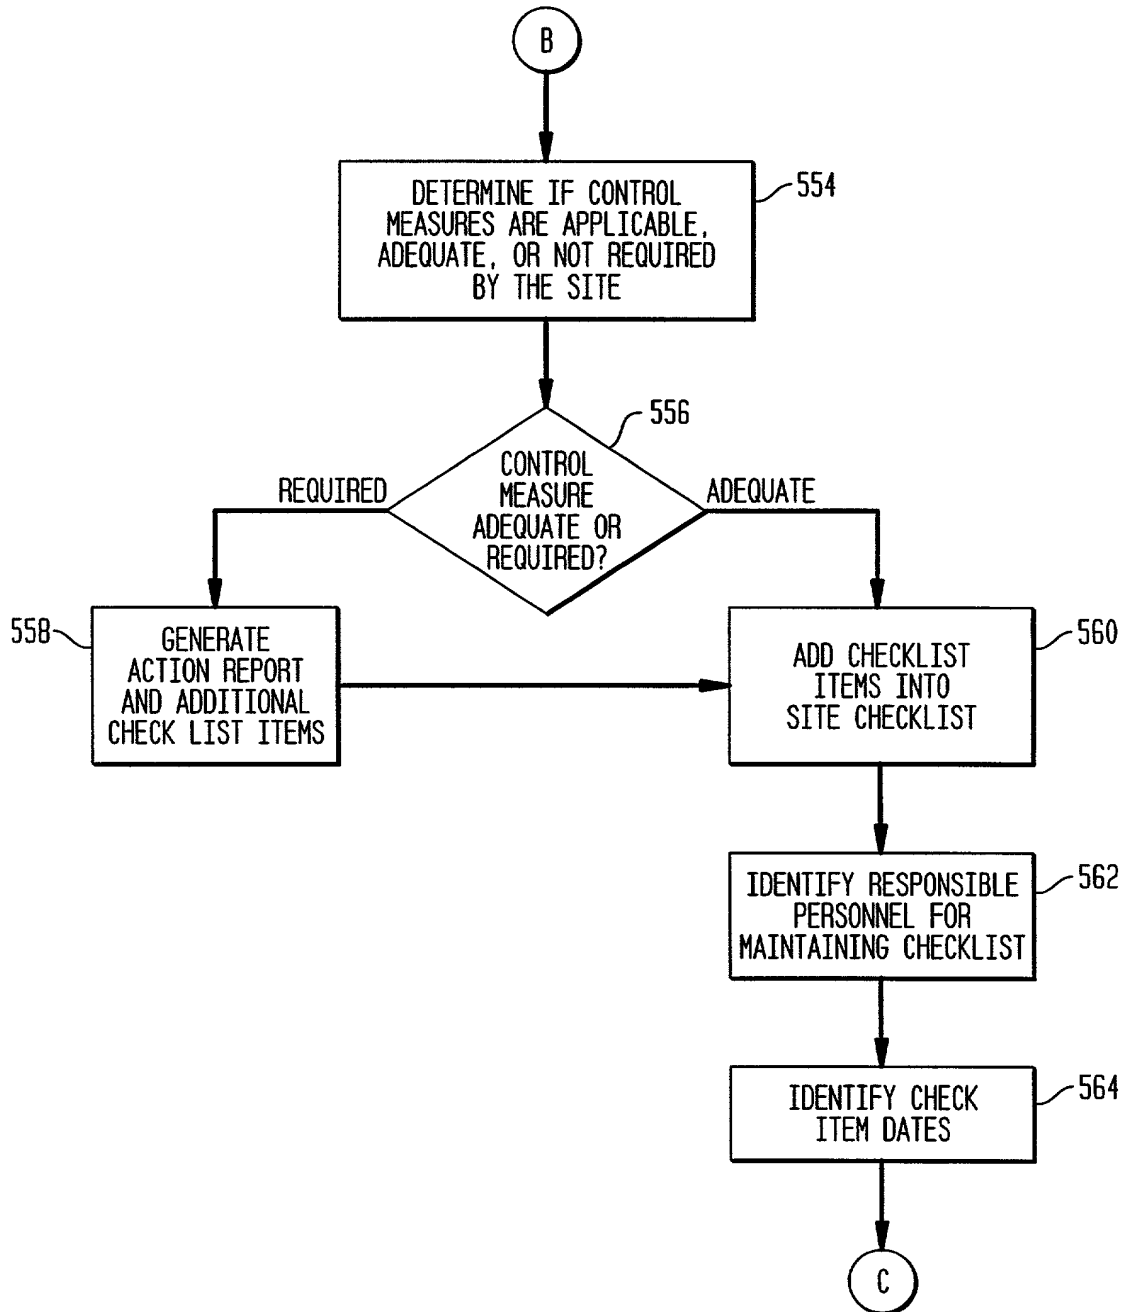 B
554
DETERMINE IF CONTROL
MEASURES ARE APPLICABLE,
ADEQUATE, OR NOT REQUIRED
BY THE SITE
556
CONTROL
MEASURE
ADEQUATE OR
REQUIRED?
REQUIRED
ADEQUATE
558
GENERATE
ACTION REPORT
AND ADDITIONAL
CHECK LIST ITEMS
560
ADD CHECKLIST
ITEMS INTO
SITE CHECKLIST
562
IDENTIFY RESPONSIBLE
PERSONNEL FOR
MAINTAINING CHECKLIST
564
IDENTIFY CHECK
ITEM DATES
C